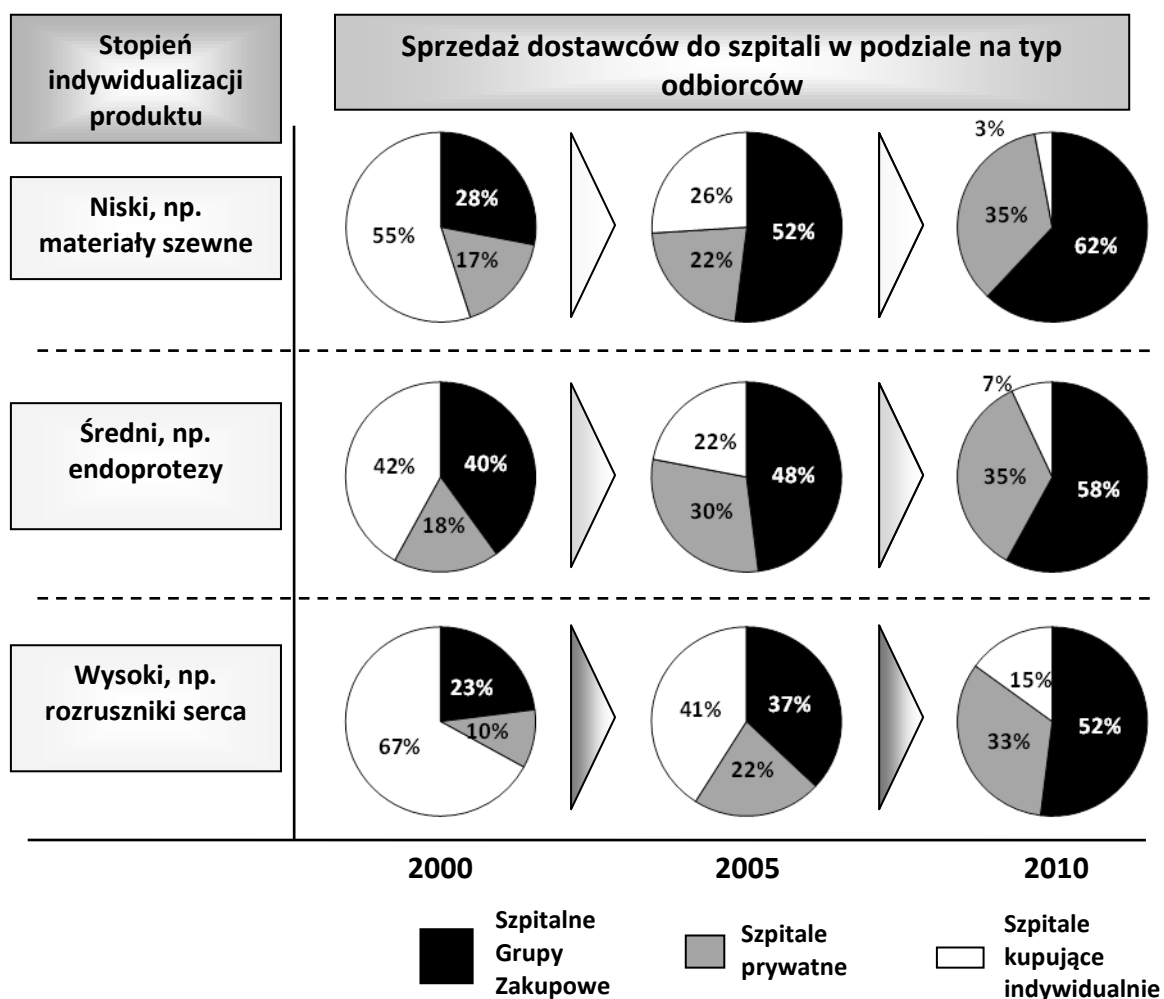 Stopień
indywidualizacji
produktu
Sprzedaż dostawców do szpitali w podziale na typ
odbiorców
Niski, np.
materiały szewne
28%
55%
17%
26%
52%
22%
3%
35%
62%
Średni, np.
endoprotezy
42%
40%
18%
22%
48%
30%
7%
35%
58%
Wysoki, np.
rozruszniki serca
23%
10%
67%
41%
37%
22%
15%
52%
33%
2000
2005
2010
Szpitalne
Grupy
Zakupowe
Szpitale
prywatne
Szpitale
kupujące
indywidualnie